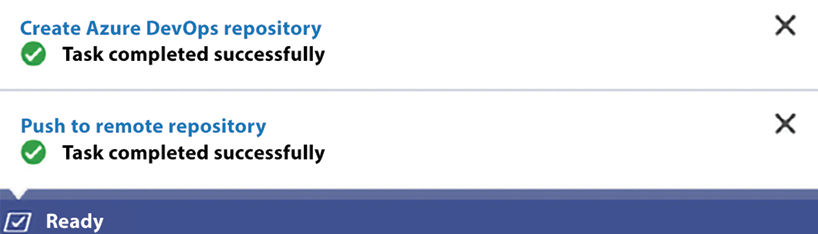 Create Azure DevOps repository
Task completed successfully
Push to remote repository
Task completed successfully
Ready